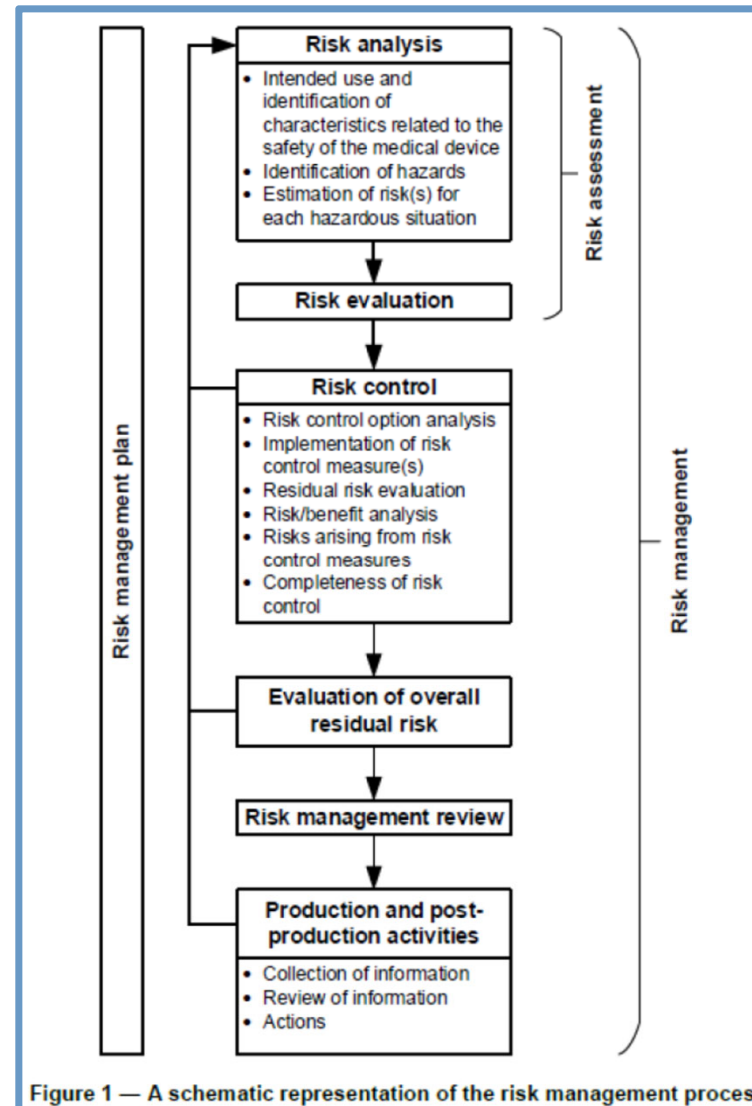 Risk management plan
Risk analysis
• Intended use and
identification of
characteristics related to the
safety of the medical device
• Identification of hazards
• Estimation of risk(s) for
each hazardous situation
Risk evaluation
Risk assessment
Risk control
• Risk control option analysis
• Implementation of risk
control measure(s)
• Residual risk evaluation
• Risk/benefit analysis
• Risks arising from risk
control measures
• Completeness of risk
control
Evaluation of overall
residual risk
Risk management review
Production and post-
production activities
• Collection of information
• Review of information
• Actions
Risk management
Figure 1 — A schematic representation of the risk management proces